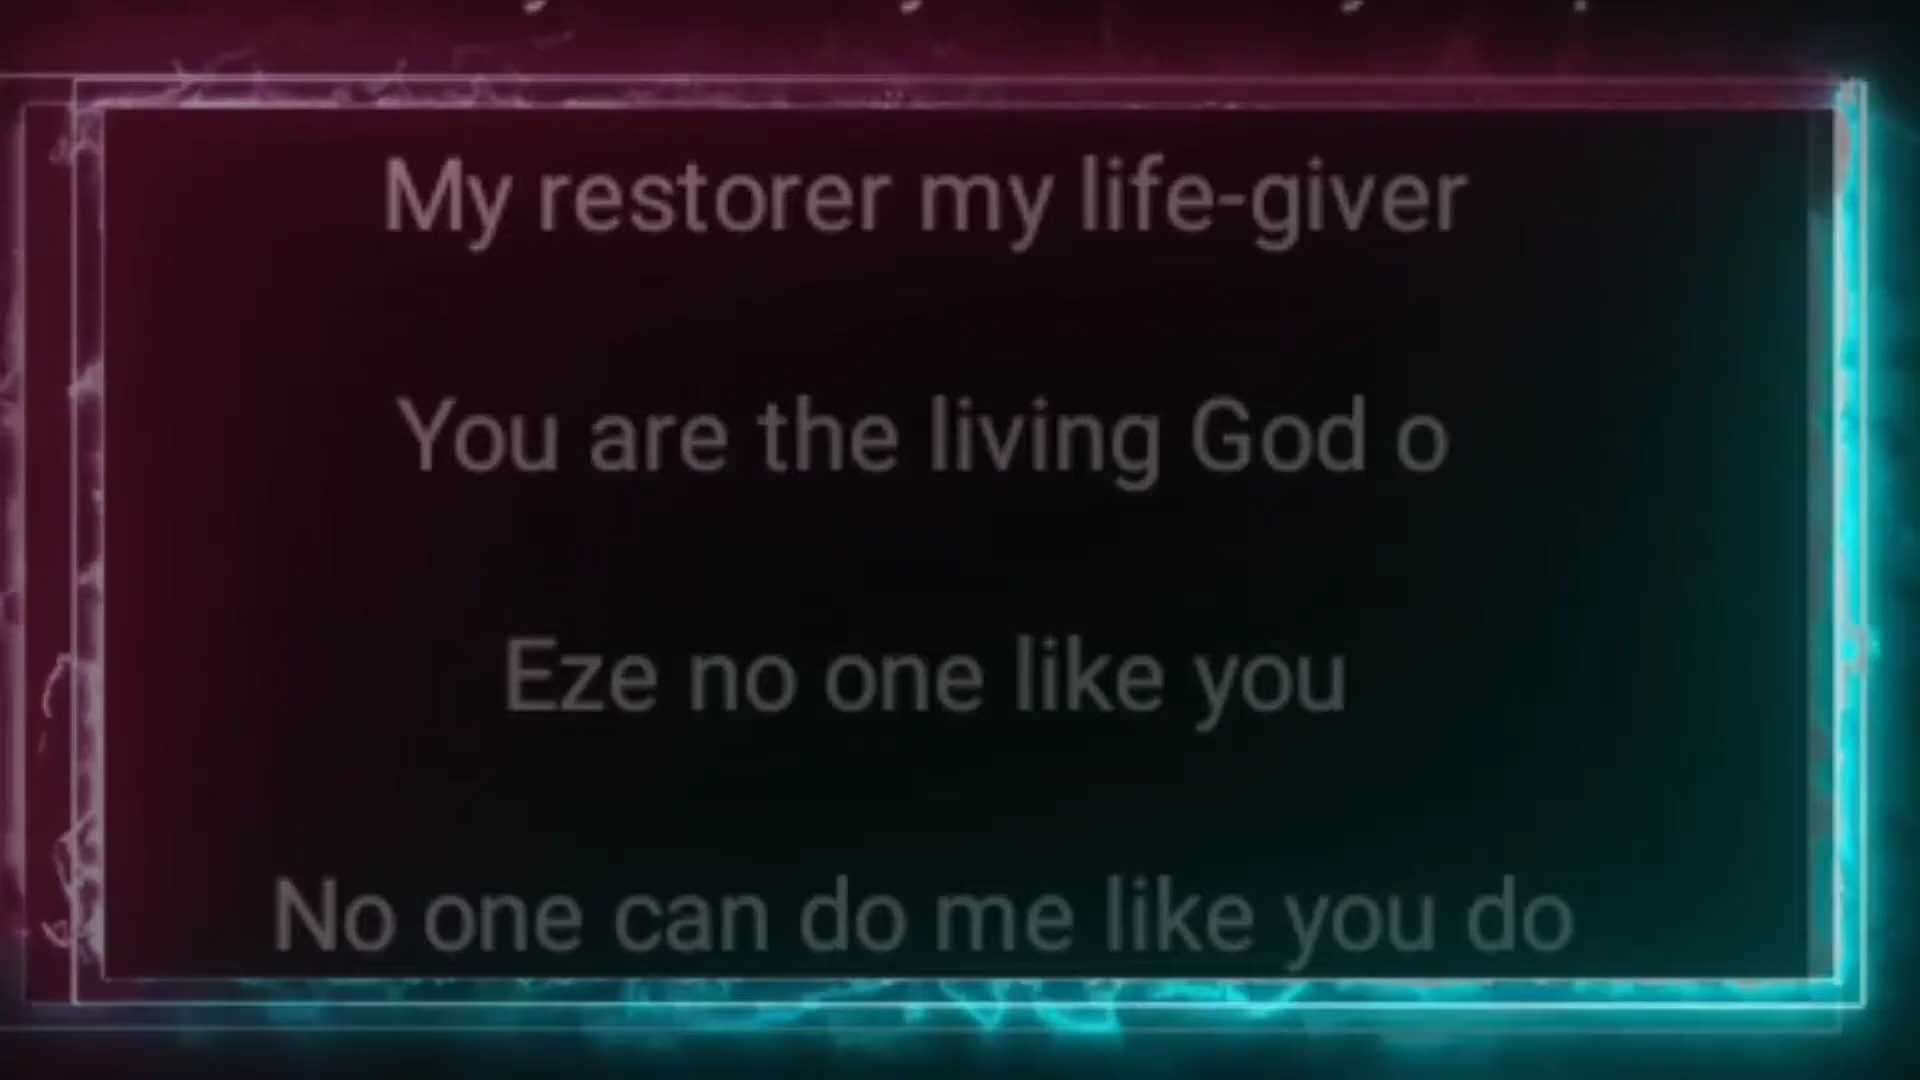 My restorer my life-giver
You are the living God o
Eze no one like you
No one can do me like you do